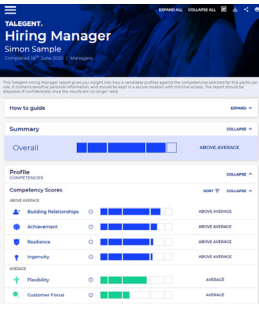 EXPAND ALL COLLAPSE ALL
TALEGENT.
Hiring Manager
Simon Sample
Completed 18th June 2020 | Managers
This Talegent Hiring Manager report gives you insight into how a candidate profiles against the competencies selected for this particular
role. It contains sensitive personal information, and should be kept in a secure location with minimal access. The report should be
disposed of confidentially once the results are no longer valid.
How to guide EXPAND
Summary COLLAPSE
Overall ABOVE AVERAGE
Profile COLLAPSE
COMPETENCIES
Competency Scores SORT COLLAPSE
ABOVE AVERAGE
Building Relationships ABOVE AVERAGE
Achievement ABOVE AVERAGE
Resilience ABOVE AVERAGE
Ingenuity ABOVE AVERAGE
AVERAGE
Flexibility AVERAGE
Customer Focus AVERAGE